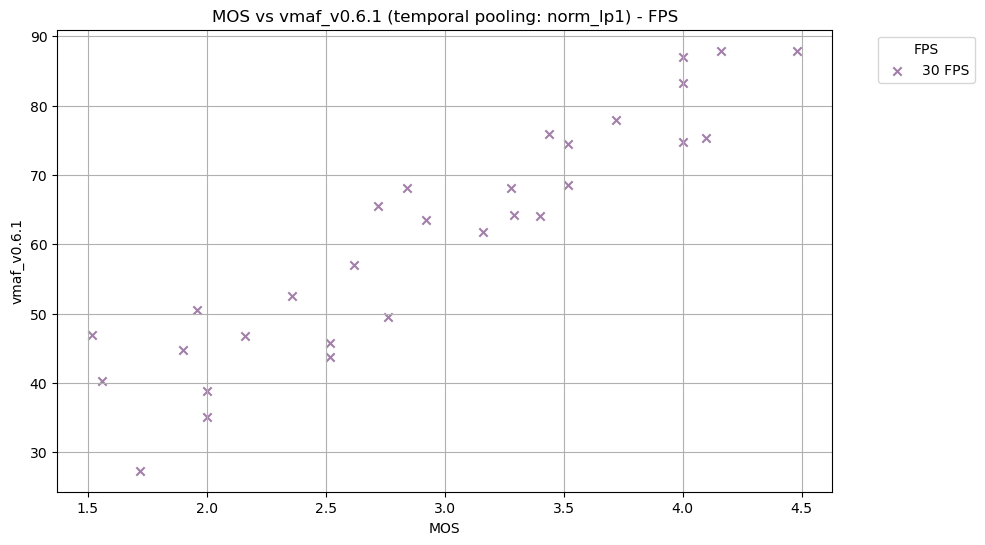 MOS vs vmaf_v0.6.1 (temporal pooling: norm_lp1) - FPS
FPS
30 FPS
vmaf_v0.6.1
90
80
70
60
50
40
30
1.5 2.0 2.5 3.0 3.5 4.0 4.5
MOS